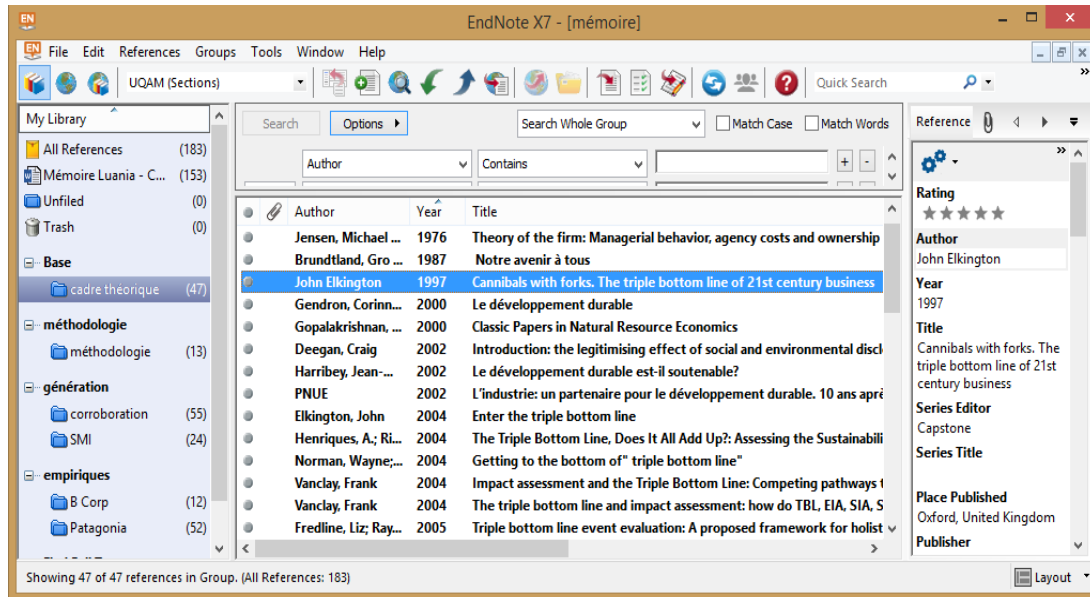 EN
EndNote X7 - [mémoire]
EN File Edit References Groups Tools Window Help
UQAM (Sections) Quick Search
My Library
All References (183)
Mémoire Luania - C... (153)
Unfiled (0)
Trash (0)
Base
cadre théorique (47)
méthodologie
méthodologie (13)
génération
corroboration (55)
SMI (24)
empiriques
B Corp (12)
Patagonia (52)
Search Options Search Whole Group Match Case Match Words
Author Contains + -
Author Year Title
Jensen, Michael ... 1976 Theory of the firm: Managerial behavior, agency costs and ownership
Brundtland, Gro ... 1987 Notre avenir à tous
John Elkington 1997 Cannibals with forks. The triple bottom line of 21st century business
Gendron, Corinn... 2000 Le développement durable
Gopalakrishnan, ... 2000 Classic Papers in Natural Resource Economics
Deegan, Craig 2002 Introduction: the legitimising effect of social and environmental discl
Harribey, Jean-... 2002 Le développement durable est-il soutenable?
PNUE 2002 L'industrie: un partenaire pour le développement durable. 10 ans aprè
Elkington, John 2004 Enter the triple bottom line
Henriques, A.; Ri... 2004 The Triple Bottom Line, Does It All Add Up?: Assessing the Sustainabili
Norman, Wayne;... 2004 Getting to the bottom of" triple bottom line"
Vanclay, Frank 2004 Impact assessment and the Triple Bottom Line: Competing pathways t
Vanclay, Frank 2004 The triple bottom line and impact assessment: how do TBL, EIA, SIA, S
Fredline, Liz; Ray... 2005 Triple bottom line event evaluation: A proposed framework for holist
Reference
Rating
Author
John Elkington
Year
1997
Title
Cannibals with forks. The
triple bottom line of 21st
century business
Series Editor
Capstone
Series Title
Place Published
Oxford, United Kingdom
Publisher
Showing 47 of 47 references in Group. (All References: 183)
Layout